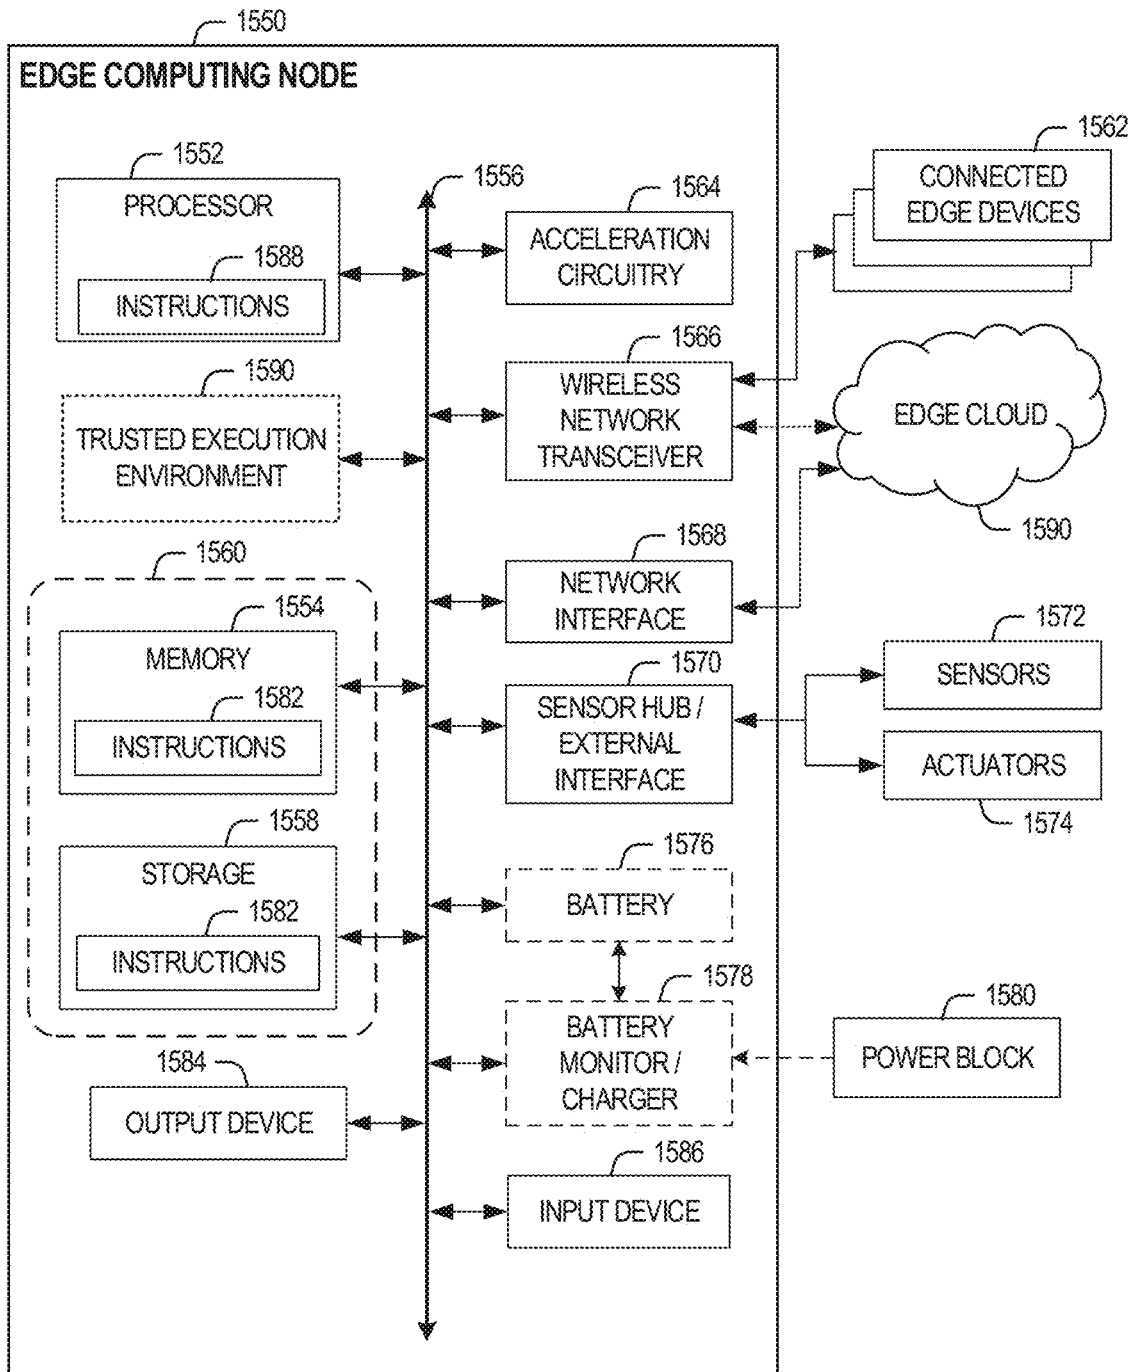 1550
EDGE COMPUTING NODE
1552
PROCESSOR
1588
INSTRUCTIONS
1590
TRUSTED EXECUTION
ENVIRONMENT
1560
1554
MEMORY
1582
INSTRUCTIONS
1558
STORAGE
1582
INSTRUCTIONS
1584
OUTPUT DEVICE
1556
1564
ACCELERATION
CIRCUITRY
1566
WIRELESS
NETWORK
TRANSCEIVER
1568
NETWORK
INTERFACE
1570
SENSOR HUB /
EXTERNAL
INTERFACE
1576
BATTERY
1578
BATTERY
MONITOR /
CHARGER
1586
INPUT DEVICE
1562
CONNECTED
EDGE DEVICES
EDGE CLOUD
1590
1572
SENSORS
ACTUATORS
1574
1580
POWER BLOCK